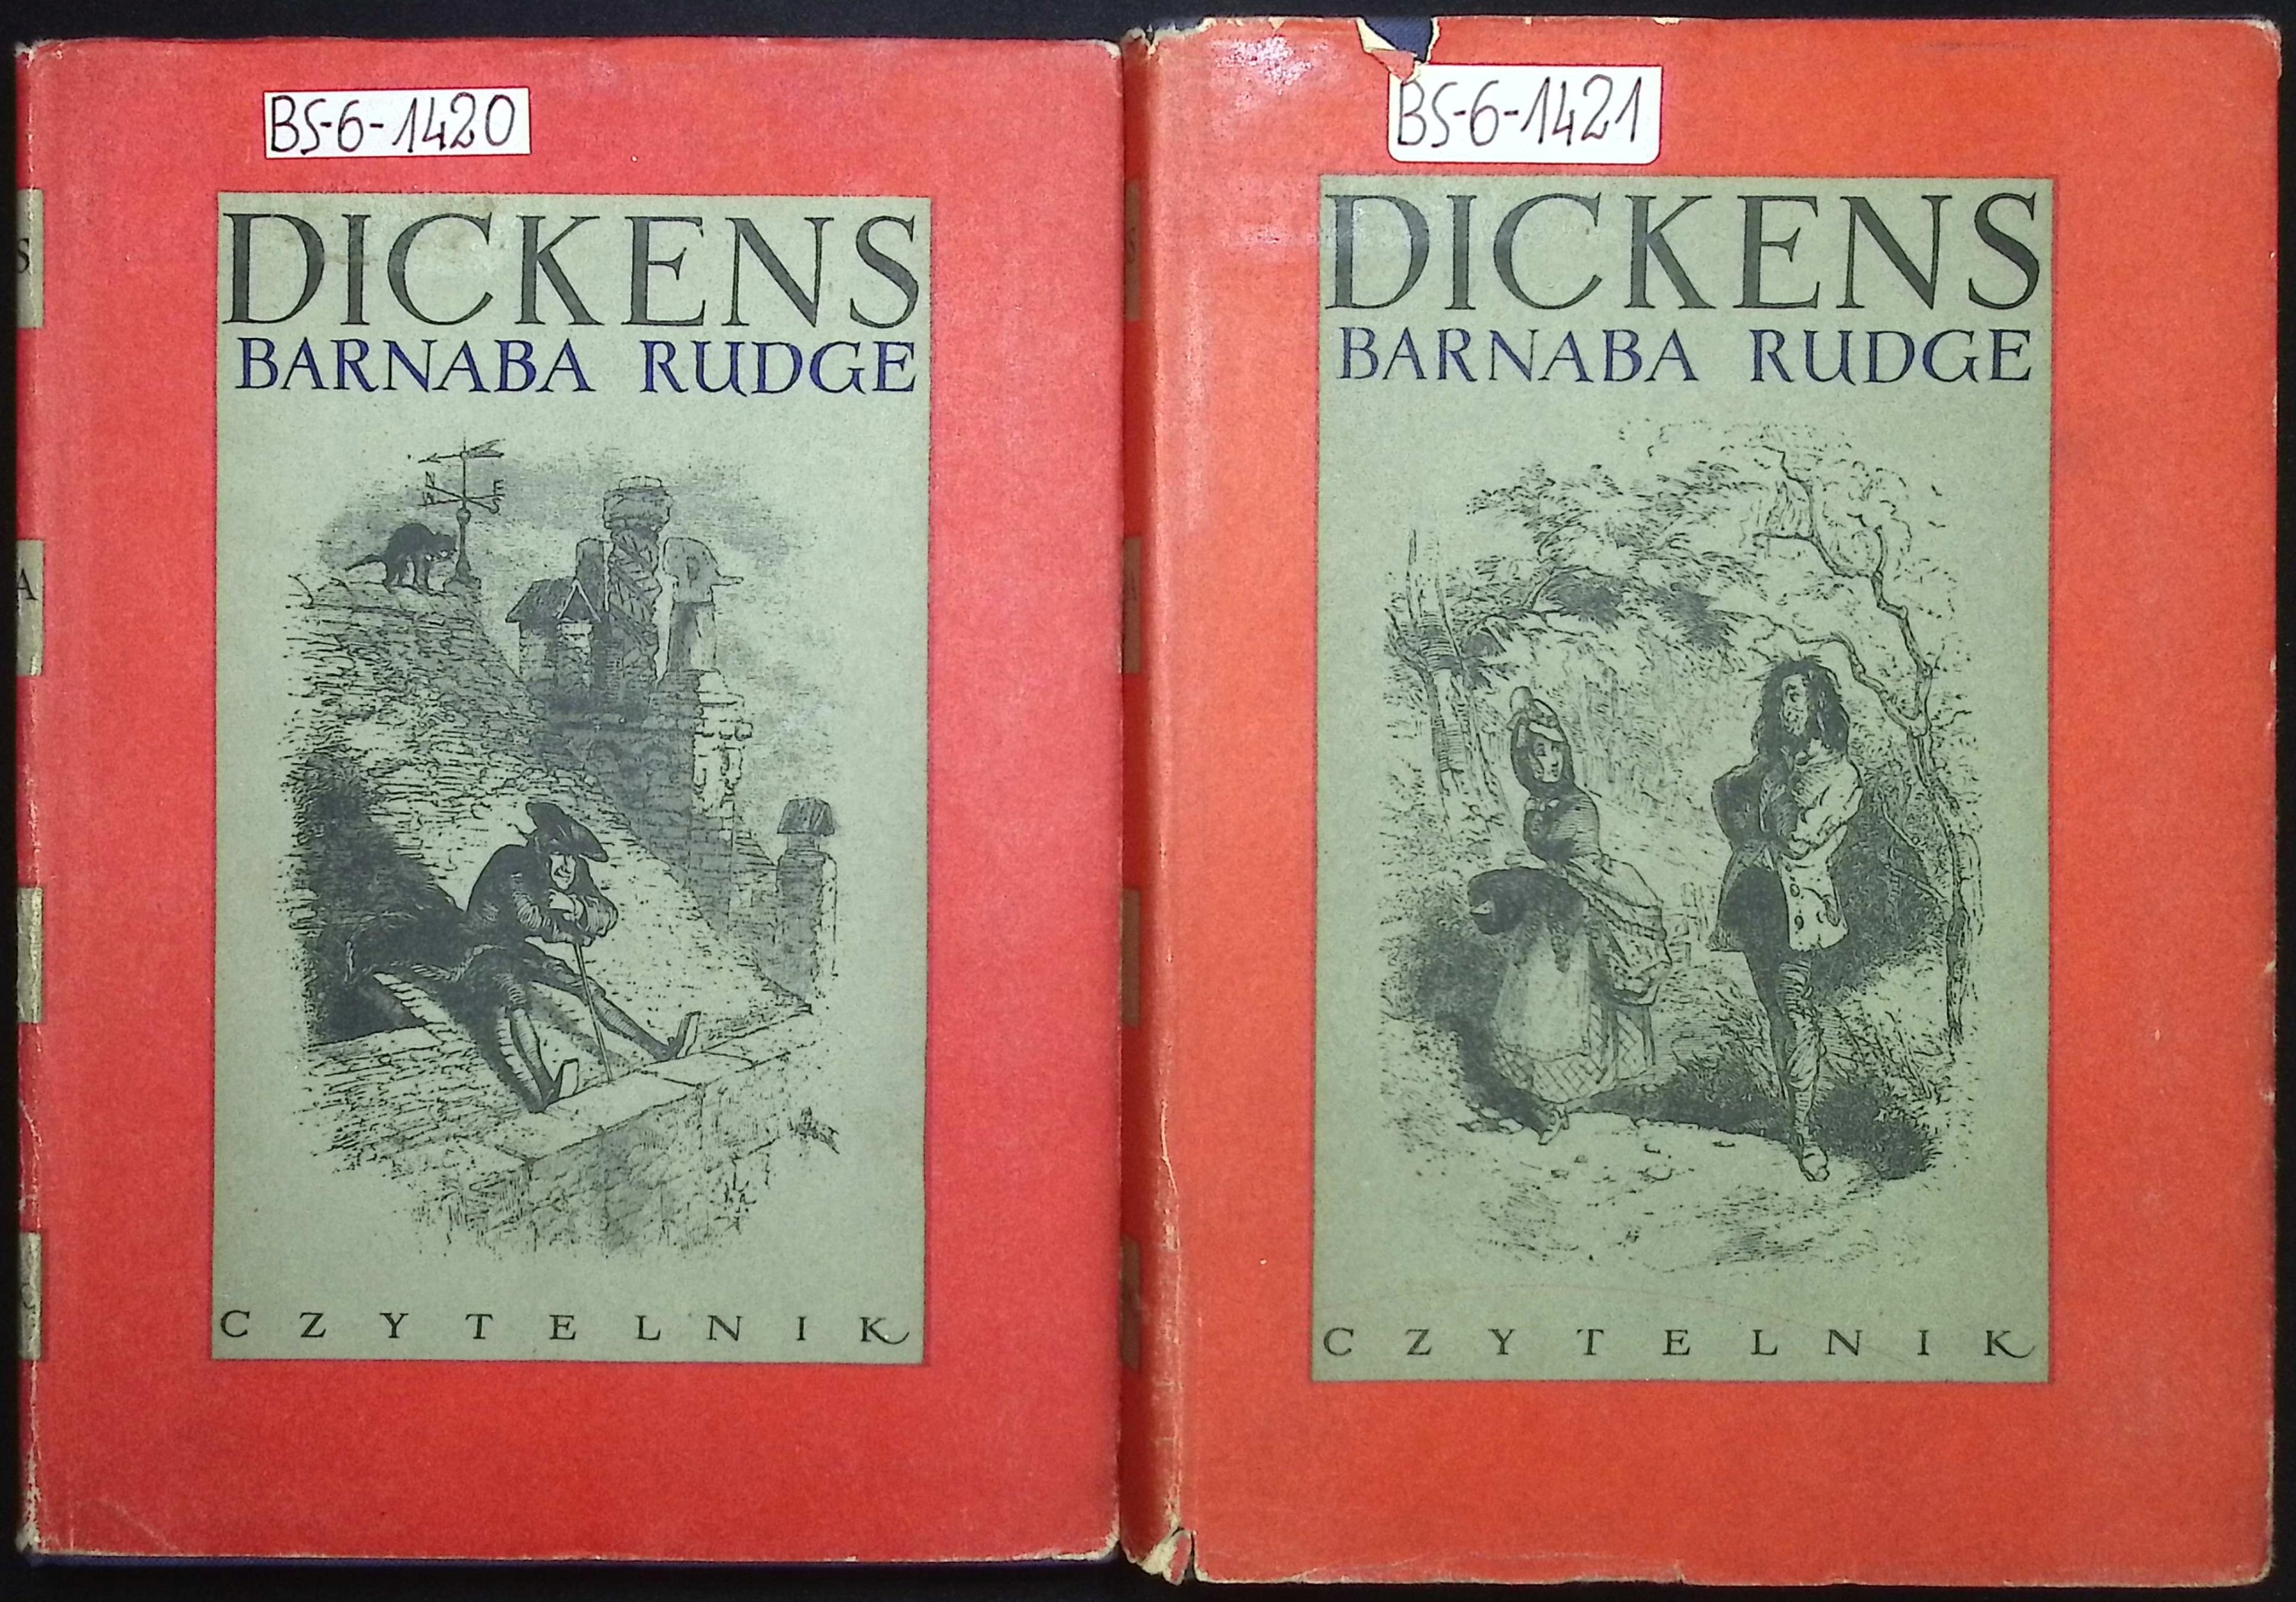 BS-6-1420
DICKENS
BARNABA RUDGE
N
E
W
S
CZYTELNIK
S
A
BS-6-1421
DICKENS
BARNABA RUDGE
CZYTELNIK